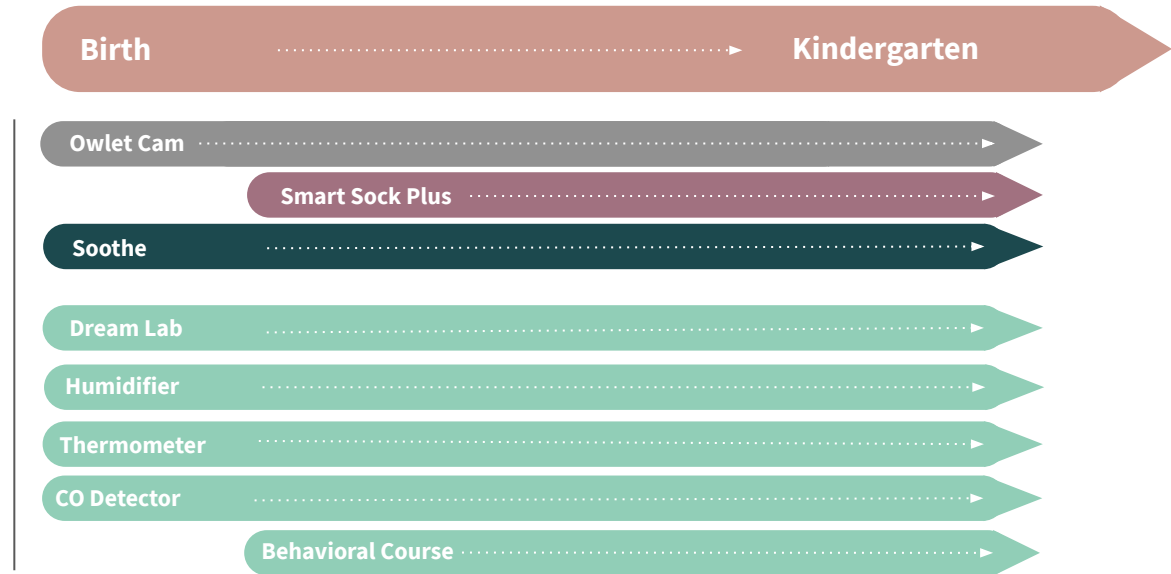 Birth
Kindergarten
Owlet Cam
Smart Sock Plus
Soothe
Dream Lab
Humidifier
Thermometer
CO Detector
Behavioral Course